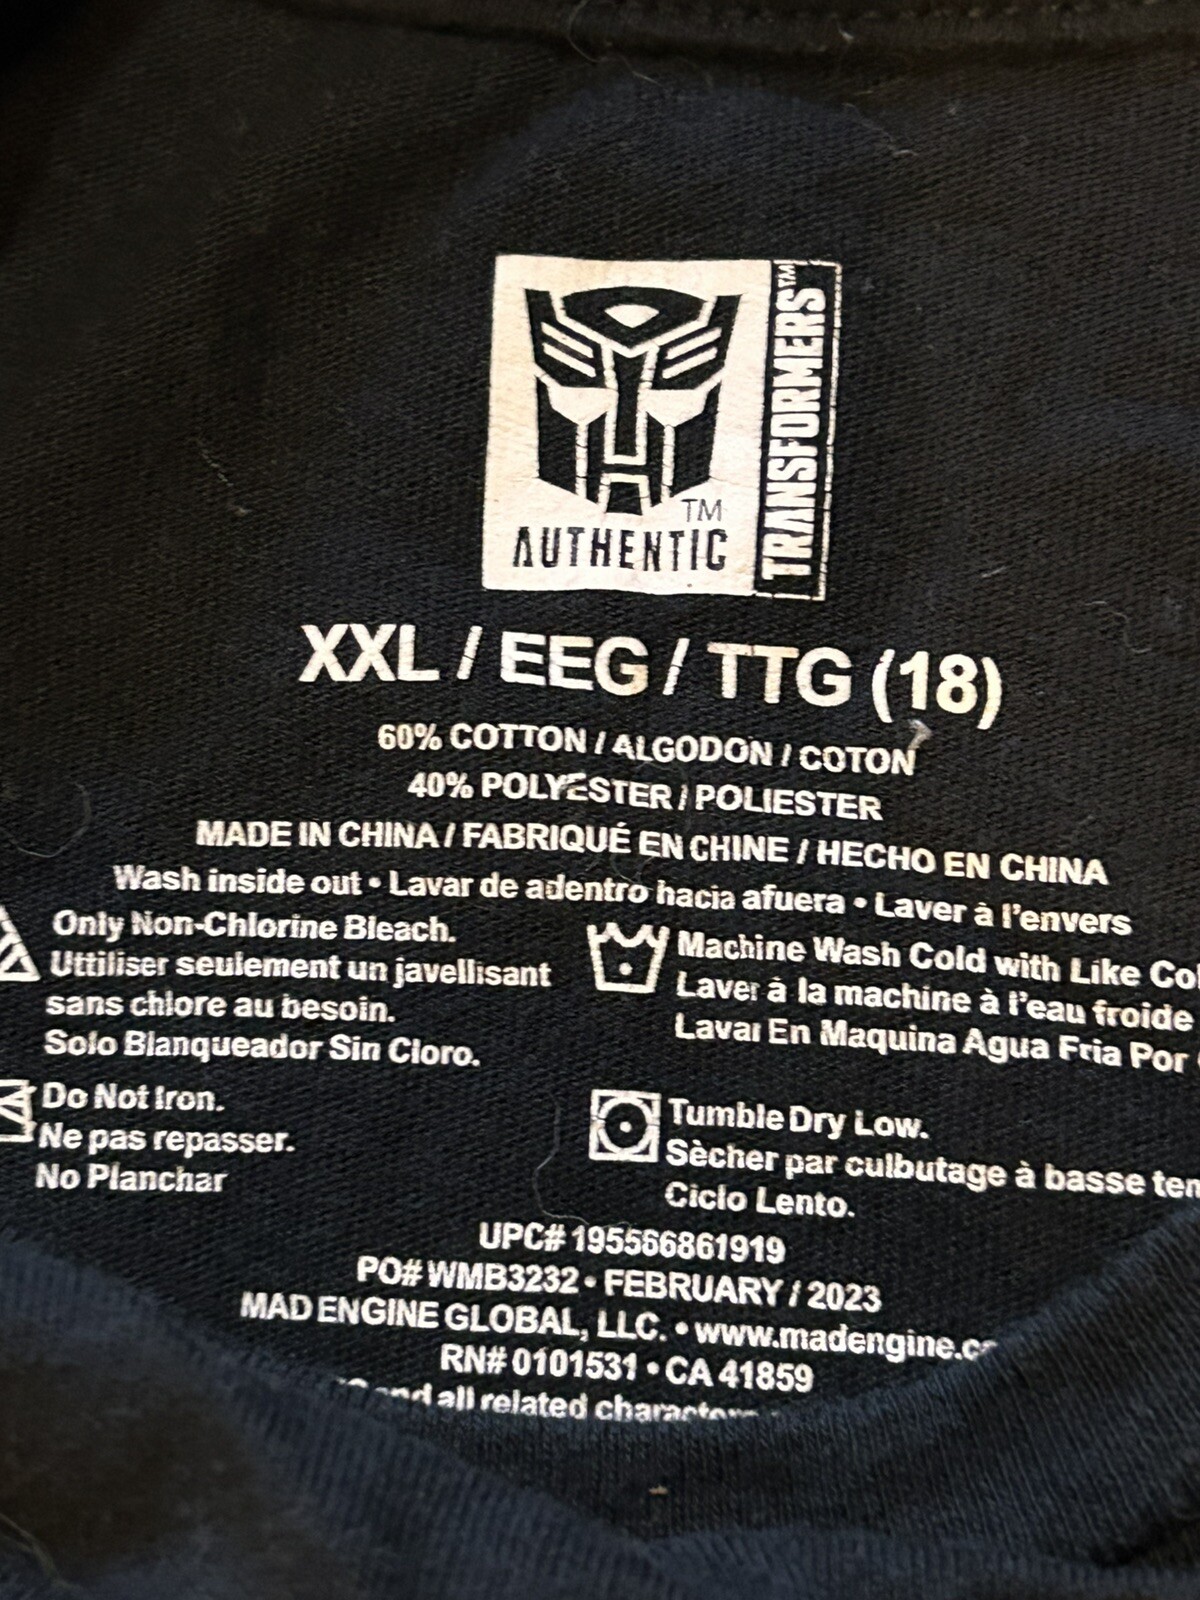 TRANSFORMERS™
TM
AUTHENTIC
XXL / EEG / TTG (18)
60% COTTON / ALGODON / COTON
40% POLYESTER / POLIESTER
MADE IN CHINA / FABRIQUÉ EN CHINE / HECHO EN CHINA
Wash inside out • Lavar de adentro hacia afuera • Laver à l'envers
Only Non-Chlorine Bleach.
Uttiliser seulement un javellisant
sans chlore au besoin.
Solo Blanqueador Sin Cloro.
Machine Wash Cold with Like
Laver à la machine à l'eau froide
Lavar En Maquina Agua Fria Por
Do Not Iron.
Ne pas repasser.
No Planchar
Tumble Dry Low.
Sècher par culbutage à basse
Ciclo Lento.
UPC# 195566861919
PO# WMB3232 • FEBRUARY / 2023
MAD ENGINE GLOBAL, LLC. • www.madengine.c
RN# 0101531 • CA 41859
and all related characters